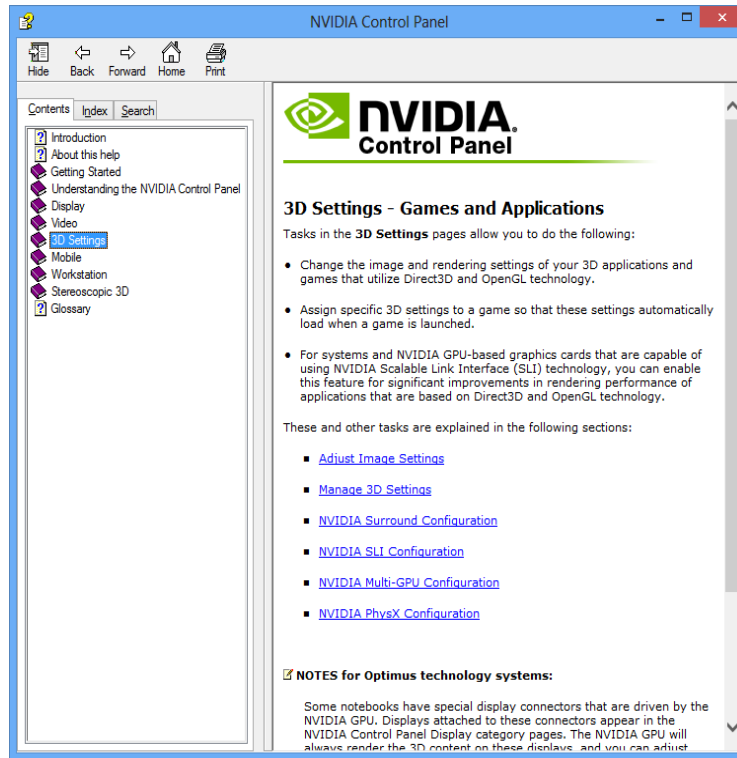 NVIDIA Control Panel
Hide Back Forward Home Print
Contents Index Search
Introduction
About this help
Getting Started
Understanding the NVIDIA Control Panel
Display
Video
3D Settings
Mobile
Workstation
Stereoscopic 3D
Glossary
NVIDIA.
Control Panel
3D Settings - Games and Applications
Tasks in the 3D Settings pages allow you to do the following:
Change the image and rendering settings of your 3D applications and
games that utilize Direct3D and OpenGL technology.
Assign specific 3D settings to a game so that these settings automatically
load when a game is launched.
For systems and NVIDIA GPU-based graphics cards that are capable of
using NVIDIA Scalable Link Interface (SLI) technology, you can enable
this feature for significant improvements in rendering performance of
applications that are based on Direct3D and OpenGL technology.
These and other tasks are explained in the following sections:
Adjust Image Settings
Manage 3D Settings
NVIDIA Surround Configuration
NVIDIA SLI Configuration
NVIDIA Multi-GPU Configuration
NVIDIA PhysX Configuration
NOTES for Optimus technology systems:
Some notebooks have special display connectors that are driven by the
NVIDIA GPU. Displays attached to these connectors appear in the
NVIDIA Control Panel Display category pages. The NVIDIA GPU will
always render the 3D content on these displays, and you can adjust